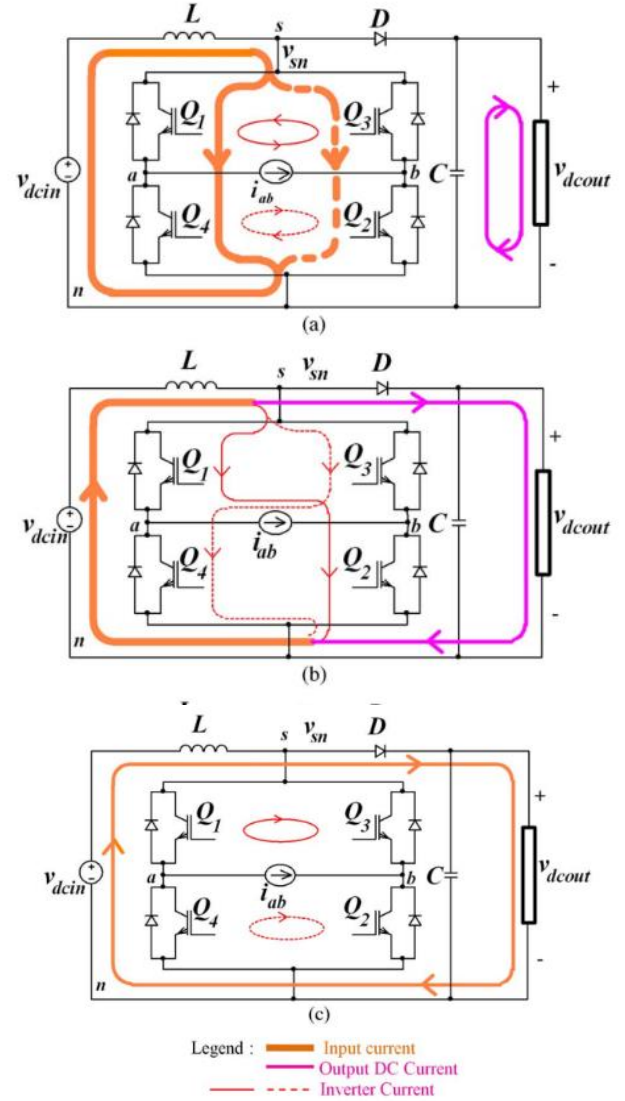 L s D
v_sn
Q_1 Q_3 +
a b C
v_dcin i_ab v_dcout
Q_4 Q_2
n -
(a)
L s v_sn D
Q_1 Q_3 +
a b C
v_dcin i_ab v_dcout
Q_4 Q_2
n -
(b)
L s v_sn D
Q_1 Q_3 +
a b C
v_dcin i_ab v_dcout
Q_4 Q_2
n -
(c)
Legend : Input current
Output DC Current
Inverter Current